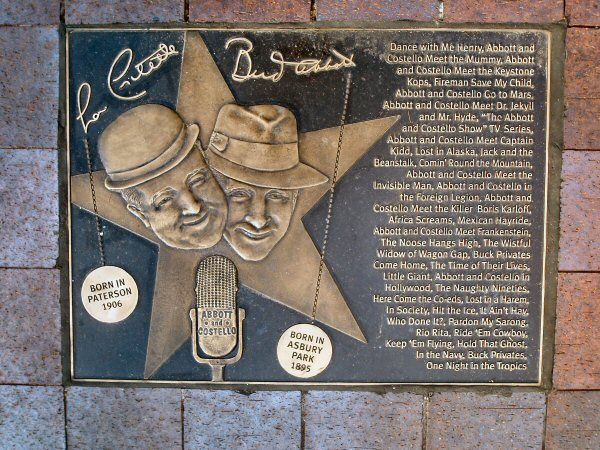 Lou Costello
Bud Abbott
BORN IN
PATERSON
1906
ABBOTT
and
COSTELLO
BORN IN
ASBURY
PARK
1895
Dance with Me Henry, Abbott and
Costello Meet the Mummy, Abbott
and Costello Meet the Keystone
Kops, Fireman Save My Child,
Abbott and Costello Go to Mars,
Abbott and Costello Meet Dr. Jekyll
and Mr. Hyde, "The Abbott
and Costello Show" TV Series,
Abbott and Costello Meet Captain
Kidd, Lost in Alaska, Jack and the
Beanstalk, Comin' Round the Mountain,
Abbott and Costello Meet the
Invisible Man, Abbott and Costello in
the Foreign Legion, Abbott and
Costello Meet the Killer Boris Karloff,
Africa Screams, Mexican Hayride,
Abbott and Costello Meet Frankenstein,
The Noose Hangs High, The Wistful
Widow of Wagon Gap, Buck Privates
Come Home, The Time of Their Lives,
Little Giant, Abbott and Costello in
Hollywood, The Naughty Nineties,
Here Come the Co-eds, Lost in a Harem,
In Society, Hit the Ice, It Ain't Hay,
Who Done It?, Pardon My Sarong,
Rio Rita, Ride 'Em Cowboy,
Keep 'Em Flying, Hold That Ghost,
In the Navy, Buck Privates,
One Night in the Tropics